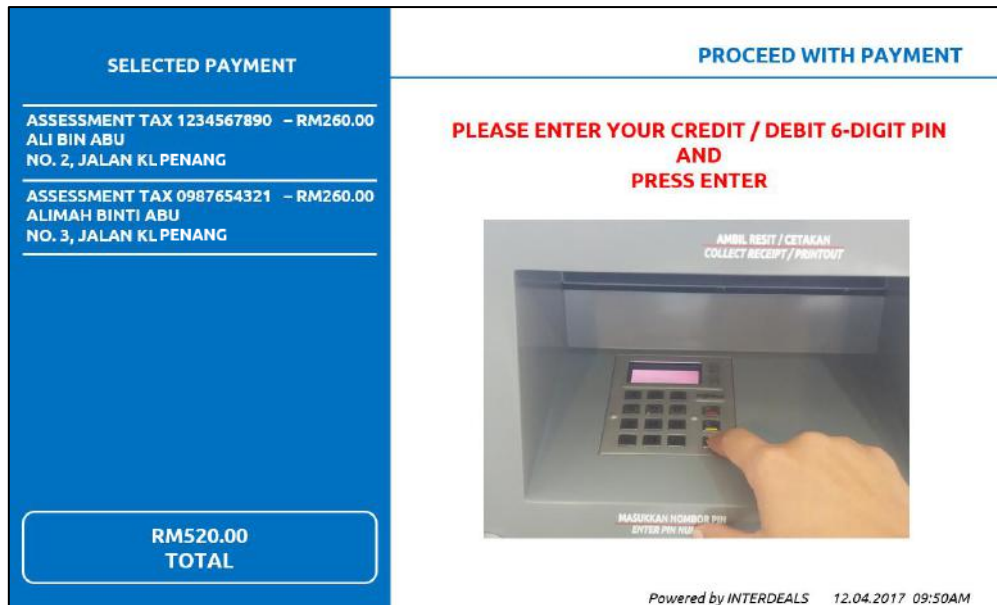 SELECTED PAYMENT
ASSESSMENT TAX 1234567890 – RM260.00
ALI BIN ABU
NO. 2, JALAN KL PENANG
ASSESSMENT TAX 0987654321 – RM260.00
ALIMAH BINTI ABU
NO. 3, JALAN KL PENANG
RM520.00
TOTAL
PROCEED WITH PAYMENT
PLEASE ENTER YOUR CREDIT / DEBIT 6-DIGIT PIN
AND
PRESS ENTER
AMBIL RESIT / CETAKAN
COLLECT RECEIPT / PRINTOUT
MASUKKAN NOMBOR PIN
ENTER PIN
Powered by INTERDEALS 12.04.2017 09:50AM